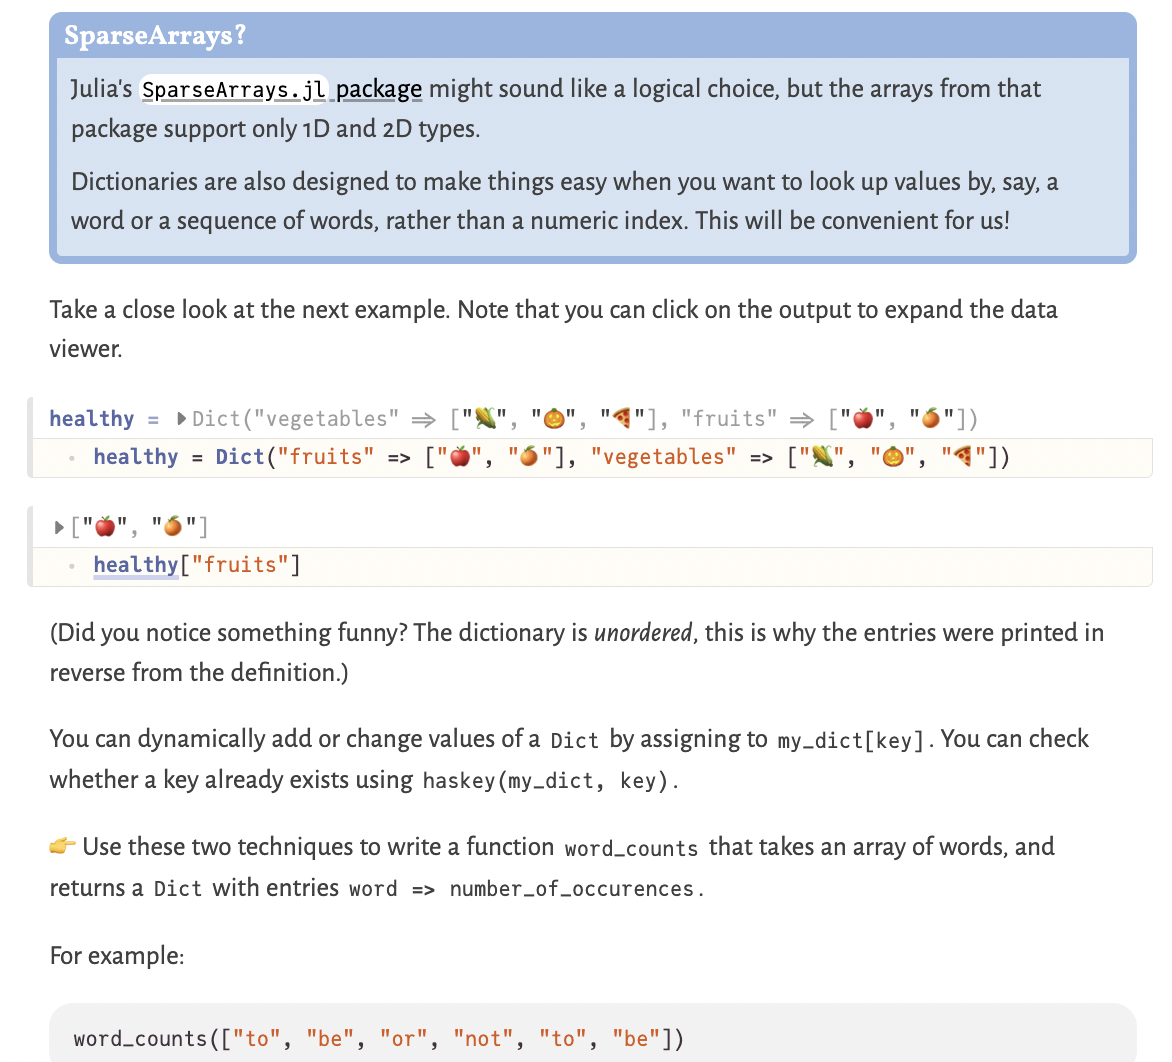 SparseArrays?
Julia's SparseArrays.jl package might sound like a logical choice, but the arrays from that
package support only 1D and 2D types.
Dictionaries are also designed to make things easy when you want to look up values by, say, a
word or a sequence of words, rather than a numeric index. This will be convenient for us!
Take a close look at the next example. Note that you can click on the output to expand the data
viewer.
healthy = ▶Dict("vegetables" ⇒ ["🌽", "🎃", "🍕"], "fruits" ⇒ ["🍎", "🍊"])
healthy = Dict("fruits" => ["🍎", "🍊"], "vegetables" => ["🌽", "🎃", "🍕"])
▶["🍎", "🍊"]
healthy["fruits"]
(Did you notice something funny? The dictionary is unordered, this is why the entries were printed in
reverse from the definition.)
You can dynamically add or change values of a Dict by assigning to my_dict[key]. You can check
whether a key already exists using haskey(my_dict, key).
👉 Use these two techniques to write a function word_counts that takes an array of words, and
returns a Dict with entries word => number_of_occurences.
For example:
word_counts(["to", "be", "or", "not", "to", "be"])